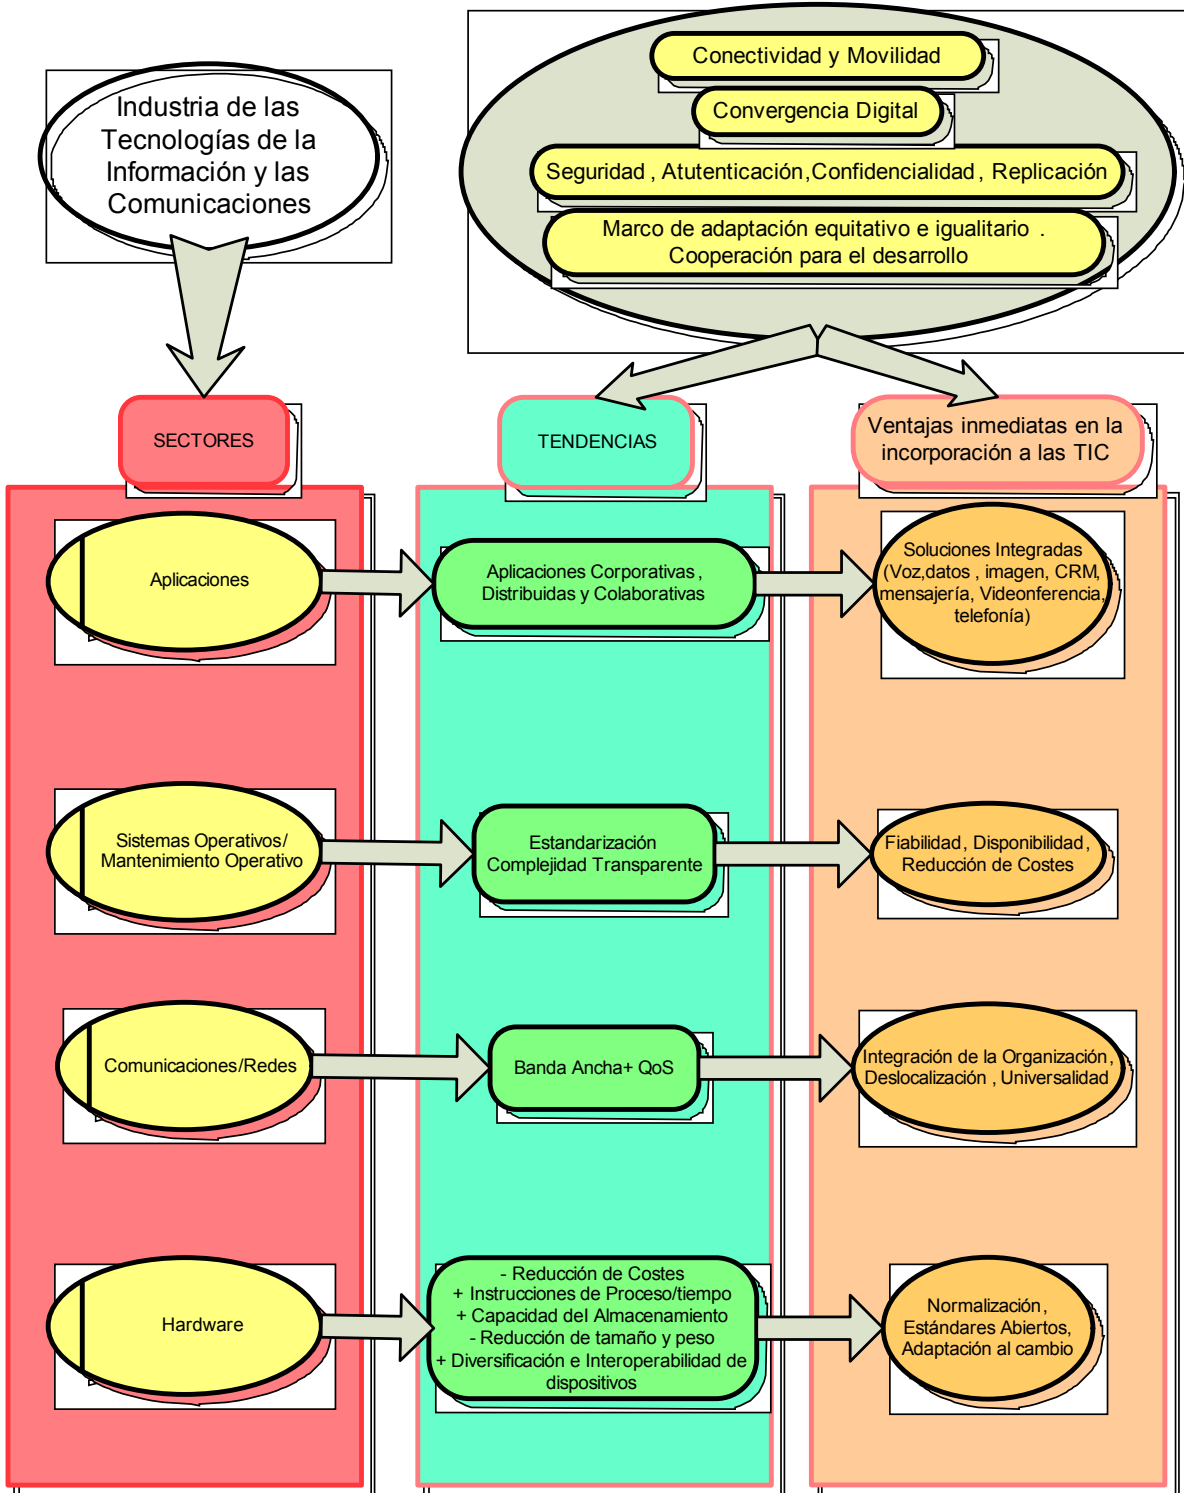 Industria de las
Tecnologías de la
Información y las
Comunicaciones
Conectividad y Movilidad
Convergencia Digital
Seguridad , Atutenticación,Confidencialidad , Replicación
Marco de adaptación equitativo e igualitario .
Cooperación para el desarrollo
SECTORES
TENDENCIAS
Ventajas inmediatas en la
incorporación a las TIC
Aplicaciones
Aplicaciones Corporativas ,
Distribuidas y Colaborativas
Soluciones Integradas
(Voz,datos , imagen, CRM,
mensajería, Videonferencia,
telefonía)
Sistemas Operativos/
Mantenimiento Operativo
Estandarización
Complejidad Transparente
Fiabilidad , Disponibilidad ,
Reducción de Costes
Comunicaciones/Redes
Banda Ancha+ QoS
Integración de la Organización ,
Deslocalización , Universalidad
Hardware
- Reducción de Costes
+ Instrucciones de Proceso/tiempo
+ Capacidad del Almacenamiento
- Reducción de tamaño y peso
+ Diversificación e Interoperabilidad de
dispositivos
Normalización ,
Estándares Abiertos,
Adaptación al cambio